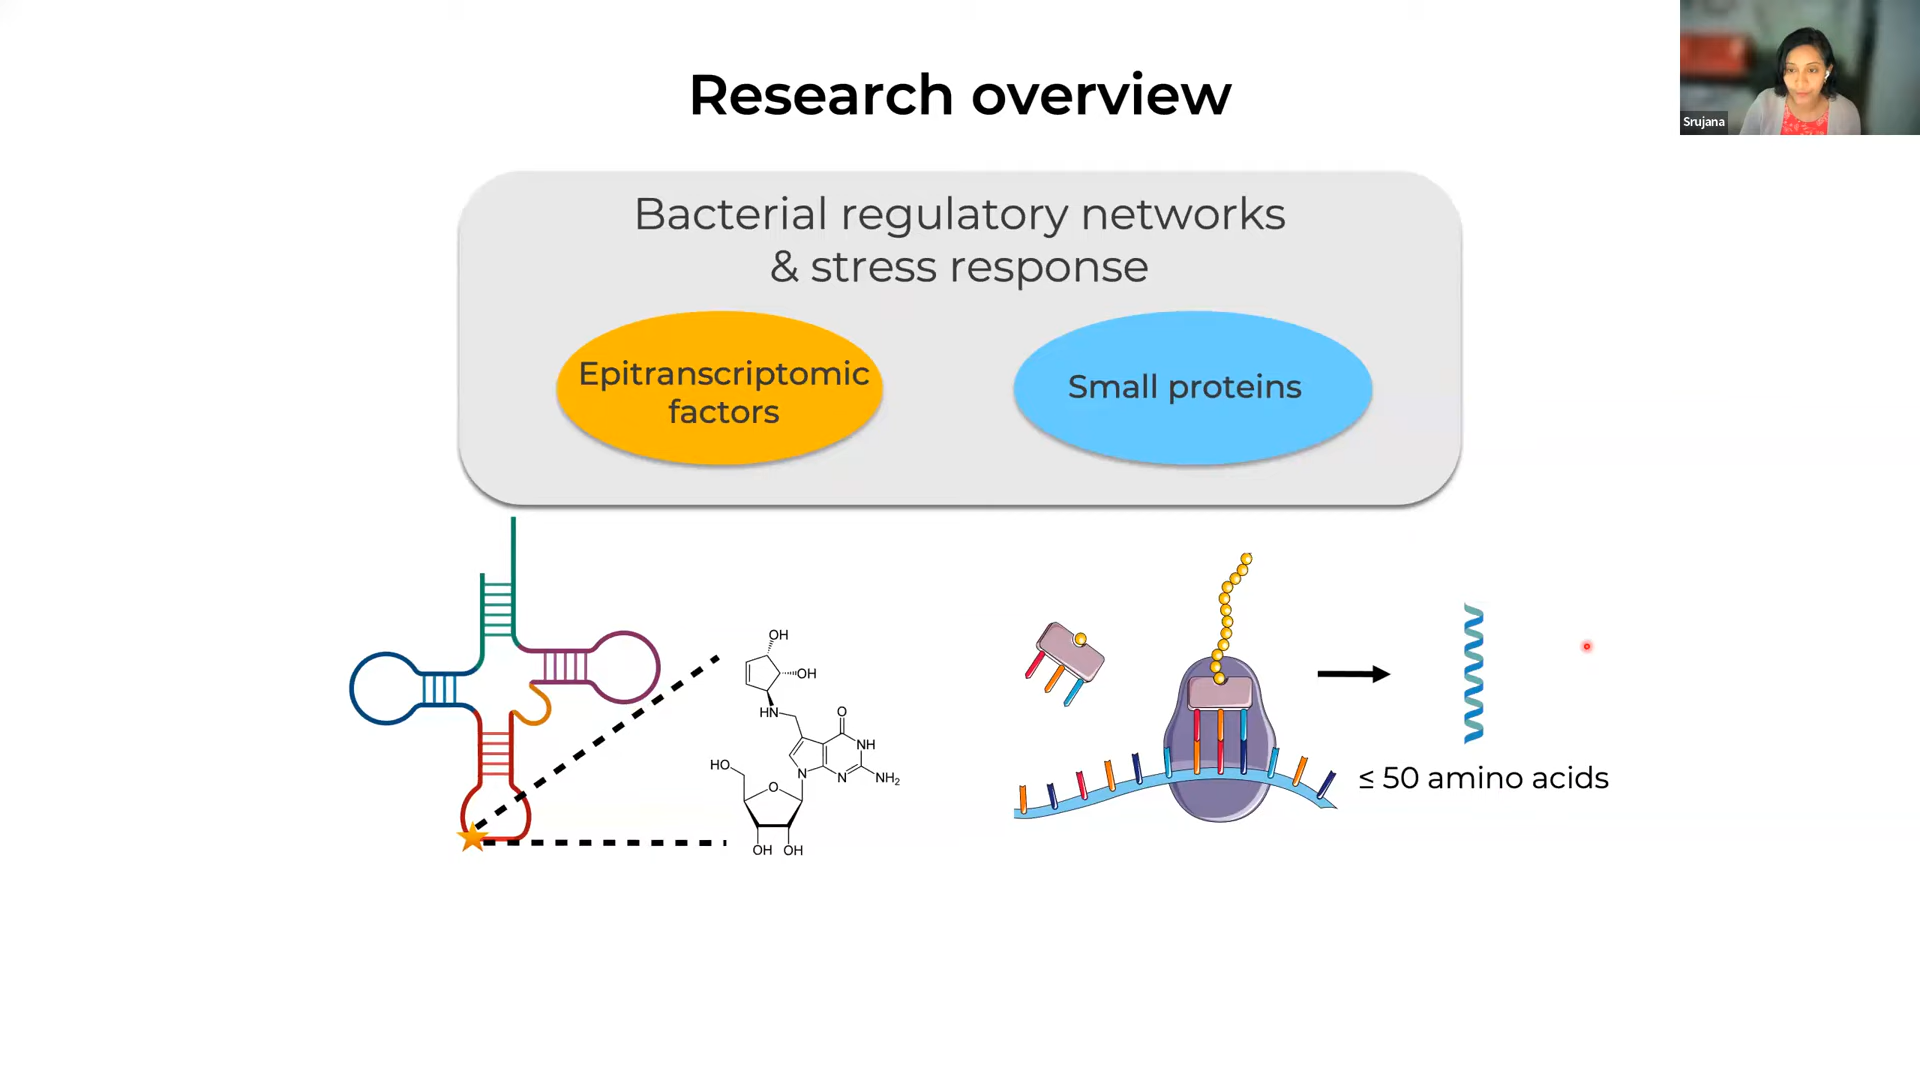 Research overview
Srujana
Bacterial regulatory networks
& stress response
Epitranscriptomic
factors
Small proteins
OH
OH
HN
O
NH
HO
N
N
NH₂
O
OH OH
≤ 50 amino acids